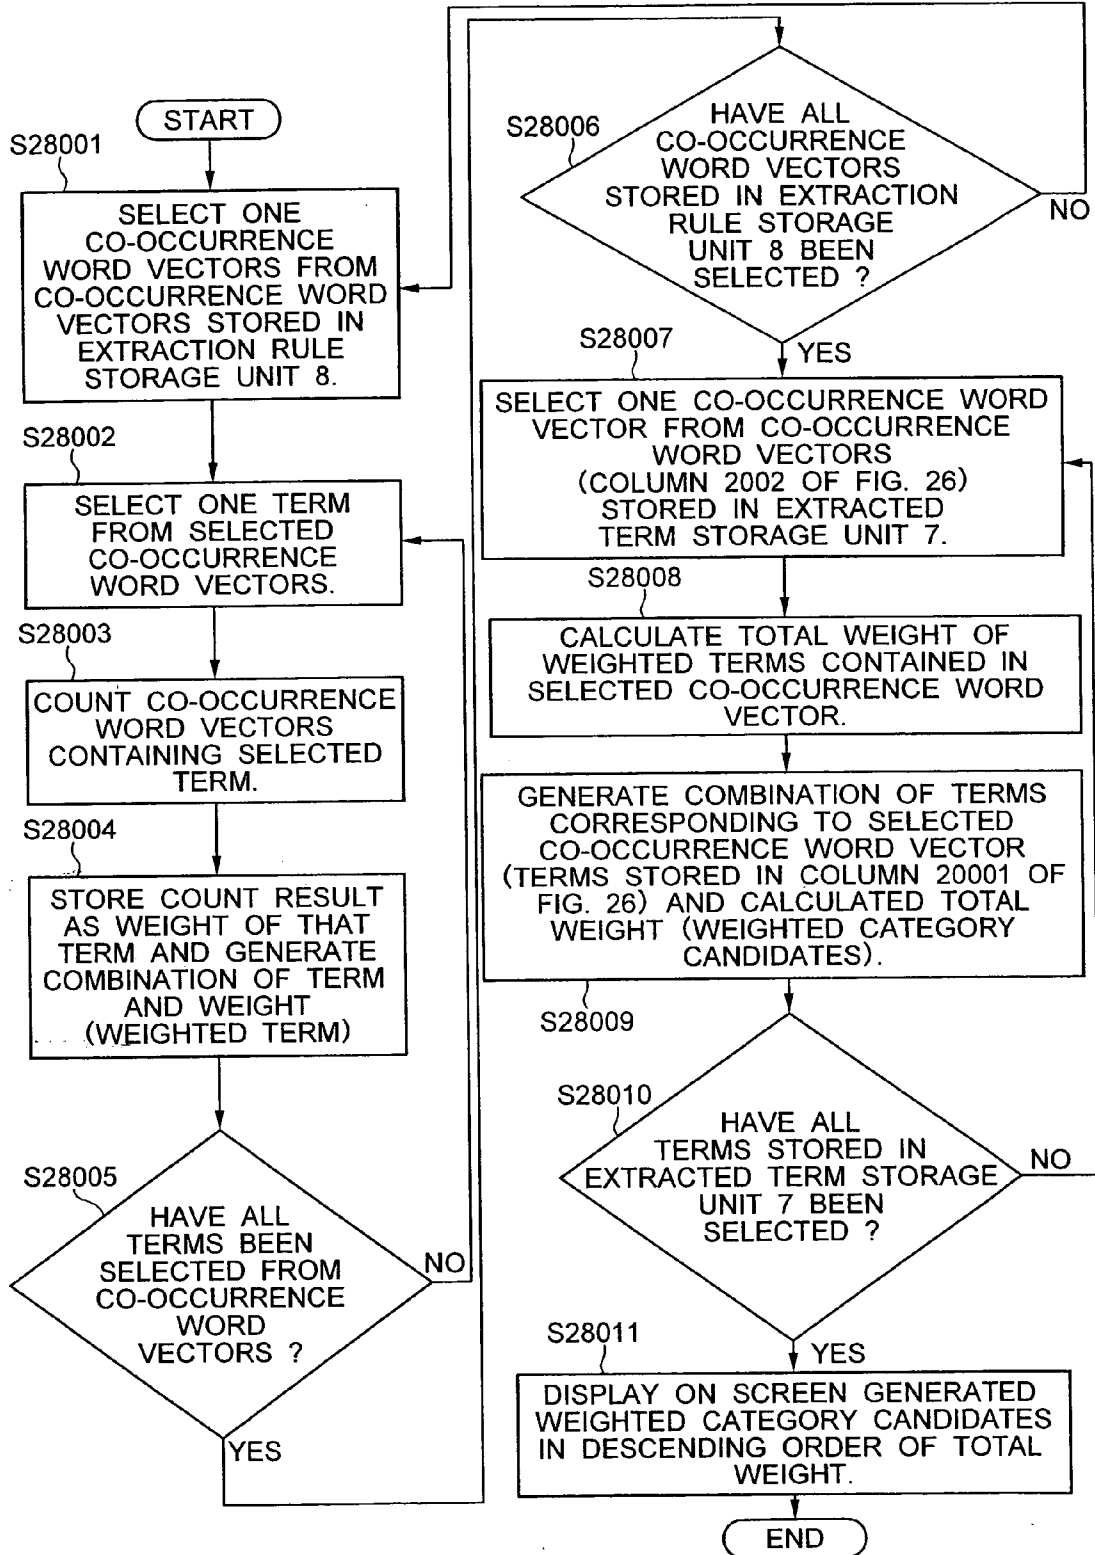 START
S28001
SELECT ONE
CO-OCCURRENCE
WORD VECTORS FROM
CO-OCCURRENCE WORD
VECTORS STORED IN
EXTRACTION RULE
STORAGE UNIT 8.
S28002
SELECT ONE TERM
FROM SELECTED
CO-OCCURRENCE
WORD VECTORS.
S28003
COUNT CO-OCCURRENCE
WORD VECTORS
CONTAINING SELECTED
TERM.
S28004
STORE COUNT RESULT
AS WEIGHT OF THAT
TERM AND GENERATE
COMBINATION OF TERM
AND WEIGHT
(WEIGHTED TERM)
S28005
HAVE ALL
TERMS BEEN
SELECTED FROM
CO-OCCURRENCE
WORD
VECTORS ?
NO
YES
S28006
HAVE ALL
CO-OCCURRENCE
WORD VECTORS
STORED IN EXTRACTION
RULE STORAGE
UNIT 8 BEEN
SELECTED ?
NO
YES
S28007
SELECT ONE CO-OCCURRENCE WORD
VECTOR FROM CO-OCCURRENCE
WORD VECTORS
(COLUMN 2002 OF FIG. 26)
STORED IN EXTRACTED
TERM STORAGE UNIT 7.
S28008
CALCULATE TOTAL WEIGHT OF
WEIGHTED TERMS CONTAINED IN
SELECTED CO-OCCURRENCE WORD
VECTOR.
GENERATE COMBINATION OF TERMS
CORRESPONDING TO SELECTED
CO-OCCURRENCE WORD VECTOR
(TERMS STORED IN COLUMN 20001 OF
FIG. 26) AND CALCULATED TOTAL
WEIGHT (WEIGHTED CATEGORY
CANDIDATES).
S28009
S28010
HAVE ALL
TERMS STORED IN
EXTRACTED TERM STORAGE
UNIT 7 BEEN
SELECTED ?
NO
YES
S28011
DISPLAY ON SCREEN GENERATED
WEIGHTED CATEGORY CANDIDATES
IN DESCENDING ORDER OF TOTAL
WEIGHT.
END